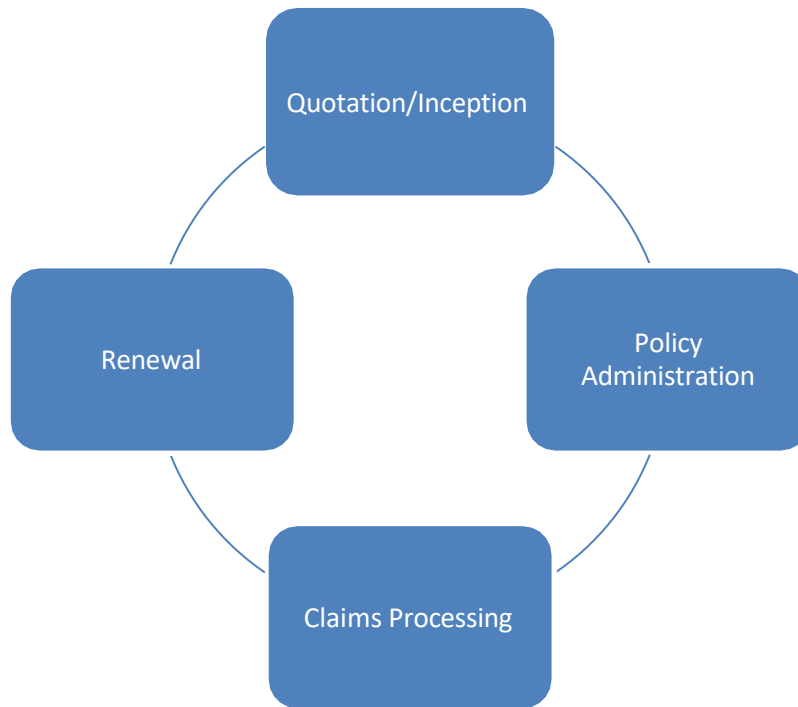 Quotation/Inception
Renewal
Policy
Administration
Claims Processing